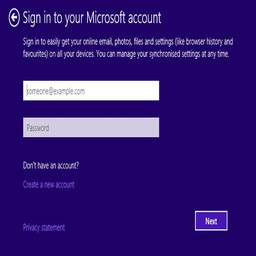 Sign in to your Microsoft account
Sign in to easily get your online email, photos, files and settings (like browser history and
favourites) on all your devices. You can manage your synchronised settings at any time.
someone@example.com
Password
Don't have an account?
Create a new account
Privacy statement
Next